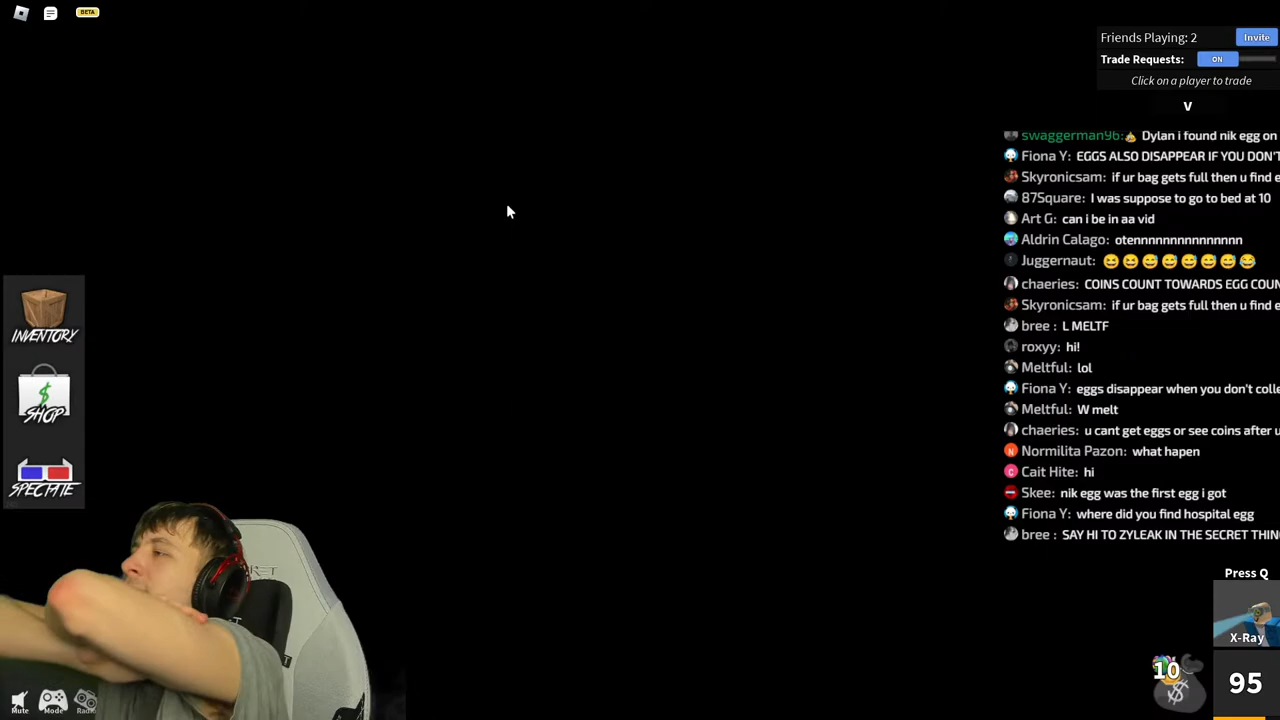 BETA
Friends Playing: 2
Invite
Trade Requests:
ON
Click on a player to trade
V
swaggerman96: Dylan i found nik egg on
Fiona Y: EGGS ALSO DISAPPEAR IF YOU DON'T
Skyronicsam: if ur bag gets full then u find e
87Square: I was suppose to go to bed at 10
Art G: can i be in aa vid
Aldrin Calago: otennnnnnnnnnnnnnnn
Juggernaut: 😆😆😅😅😅😅😅😂
chaeries: COINS COUNT TOWARDS EGG COUN
Skyronicsam: if ur bag gets full then u find e
bree : L MELTF
roxyy: hi!
Meltful: lol
Fiona Y: eggs disappear when you don't colle
Meltful: W melt
chaeries: u cant get eggs or see coins after u
Normilita Pazon: what hapen
Cait Hite: hi
Skee: nik egg was the first egg i got
Fiona Y: where did you find hospital egg
bree : SAY HI TO ZYLEAK IN THE SECRET THIN
INVENTORY
SHOP
SPECTATE
Press Q
X-Ray
10
95
Mute
Mode
Radio